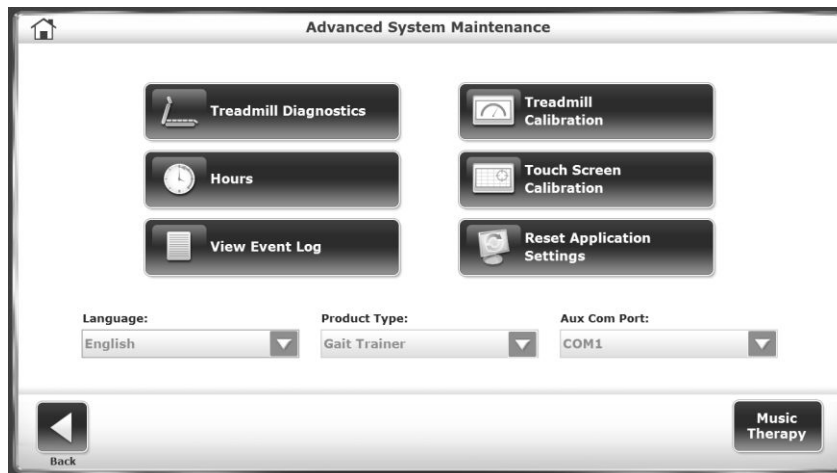 Advanced System Maintenance
Treadmill Diagnostics
Treadmill
Calibration
Hours
Touch Screen
Calibration
View Event Log
Reset Application
Settings
Language:
Product Type:
Aux Com Port:
English
Gait Trainer
COM1
Back
Music
Therapy